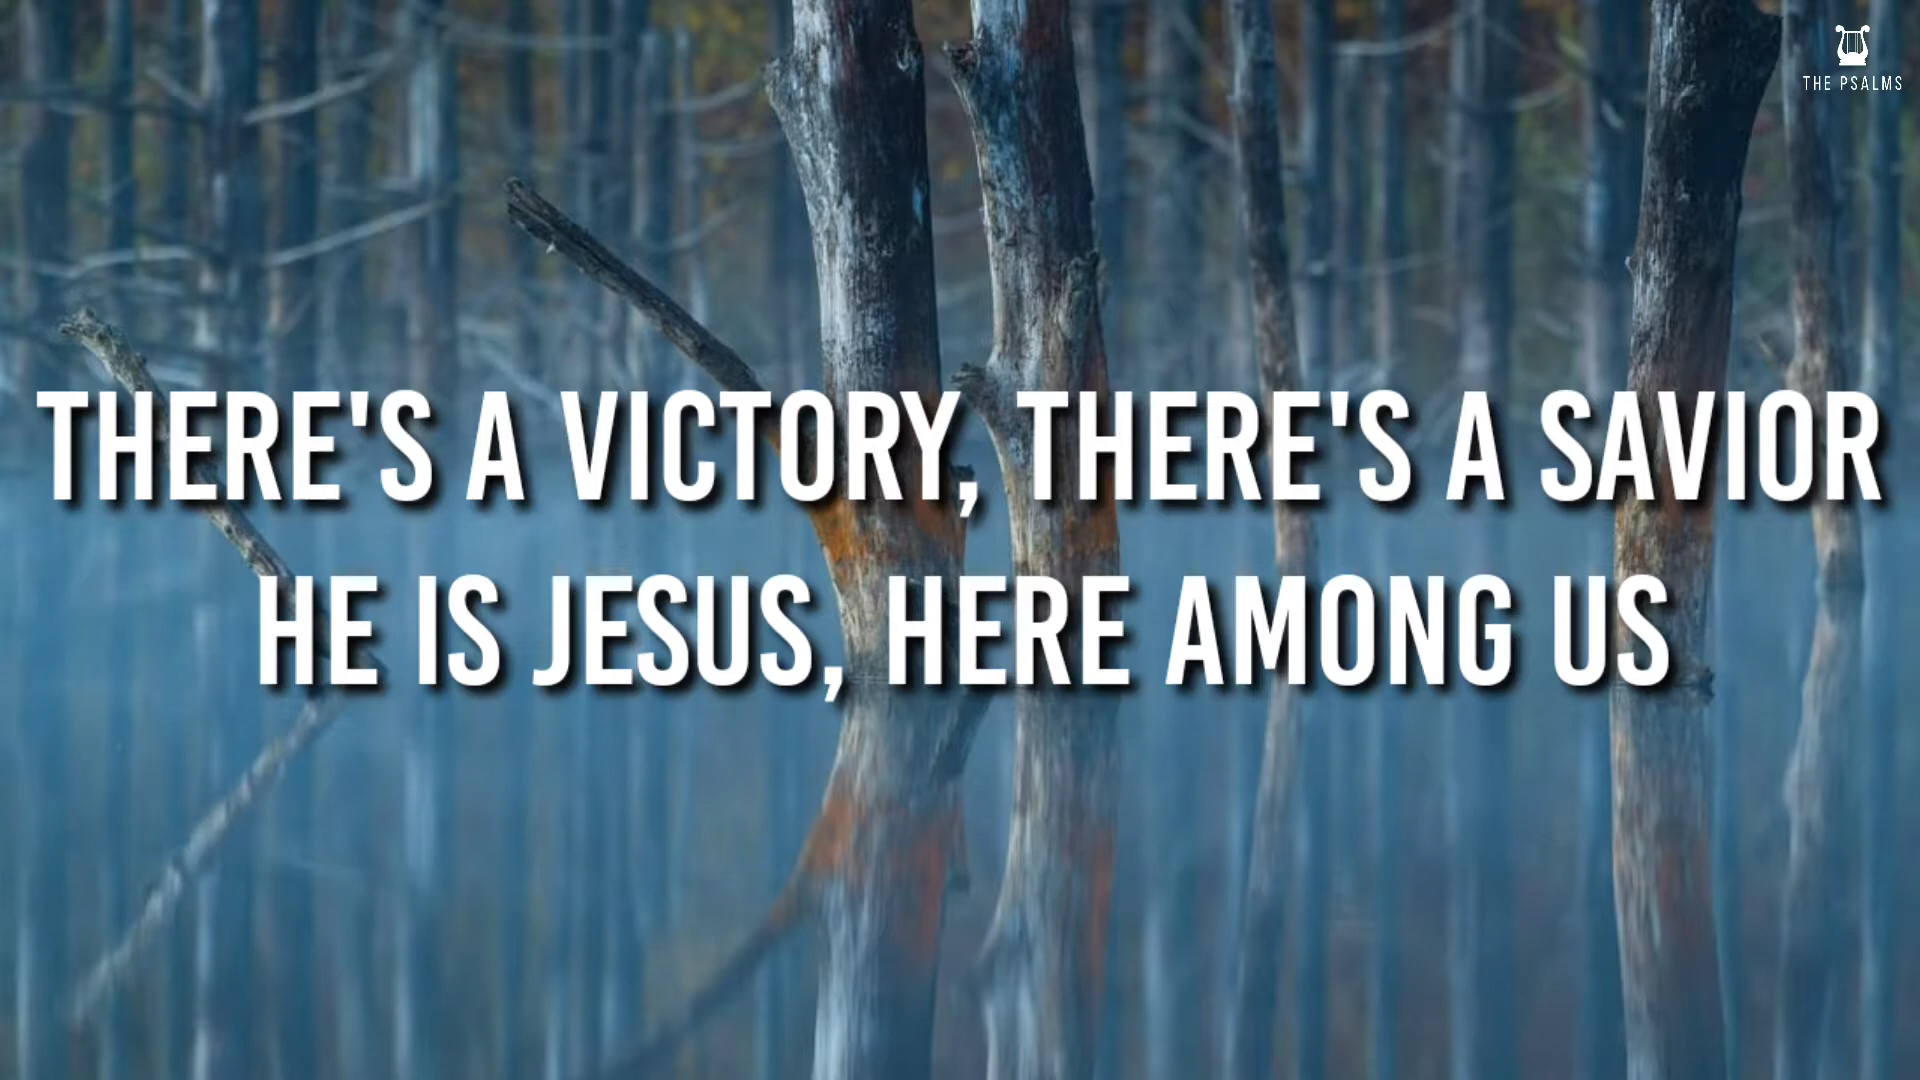 THE PSALMS
THERE'S A VICTORY, THERE'S A SAVIOR
HE IS JESUS, HERE AMONG US